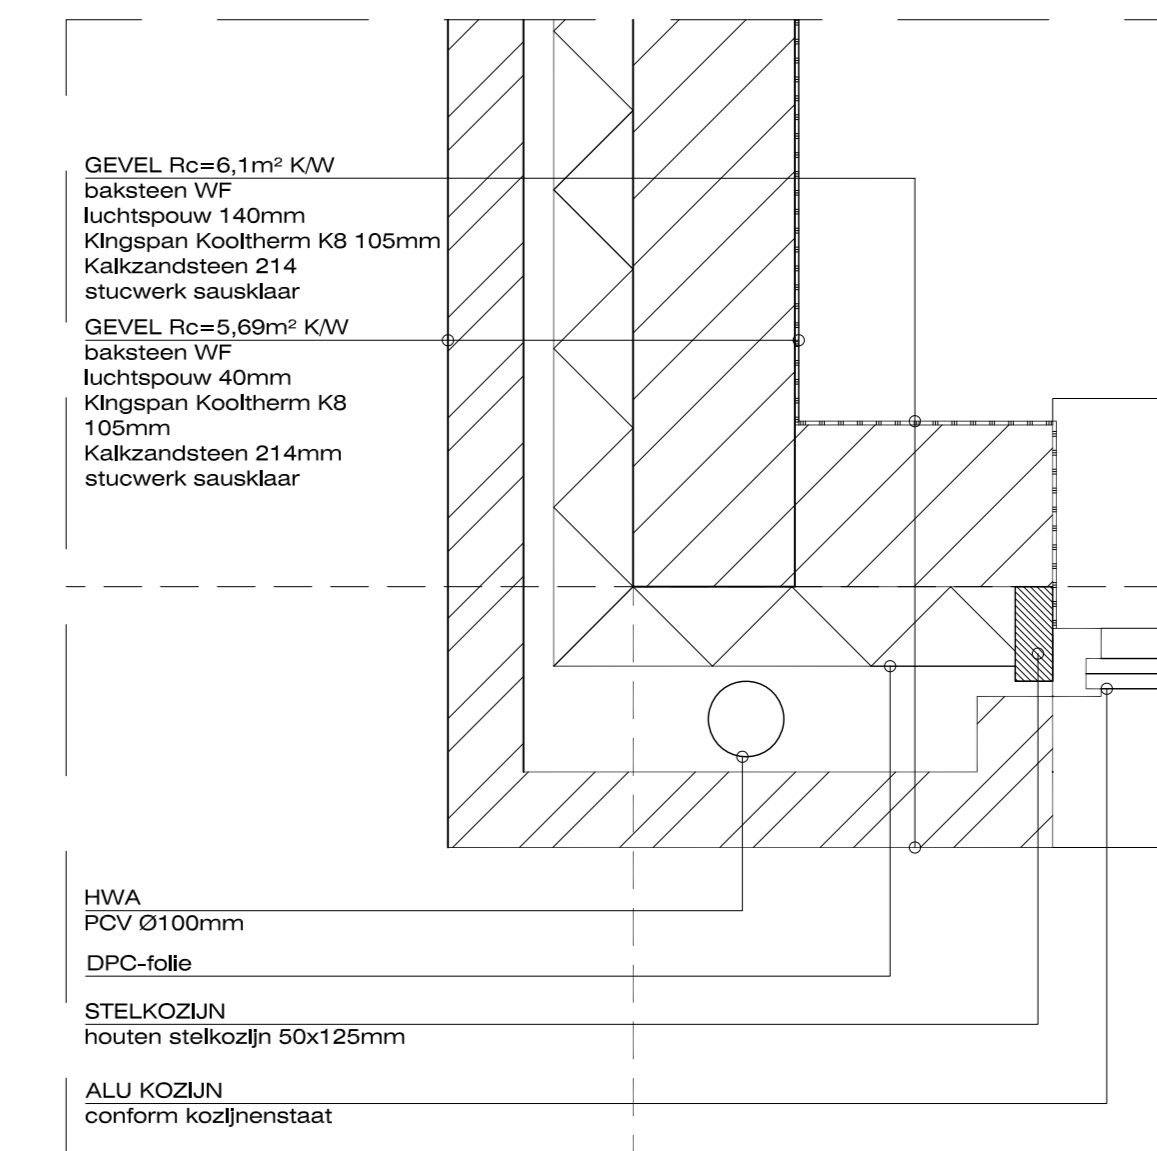 GEVEL Rc=6,1m² K/W
baksteen WF
luchtspouw 140mm
Kingspan Kooltherm K8 105mm
Kalkzandsteen 214
stucwerk sausklaar
GEVEL Rc=5,69m² K/W
baksteen WF
luchtspouw 40mm
Kingspan Kooltherm K8
105mm
Kalkzandsteen 214mm
stucwerk sausklaar
HWA
PCV Ø100mm
DPC-folie
STELKOZIJN
houten stelkozijn 50x125mm
ALU KOZIJN
conform kozijnenstaat